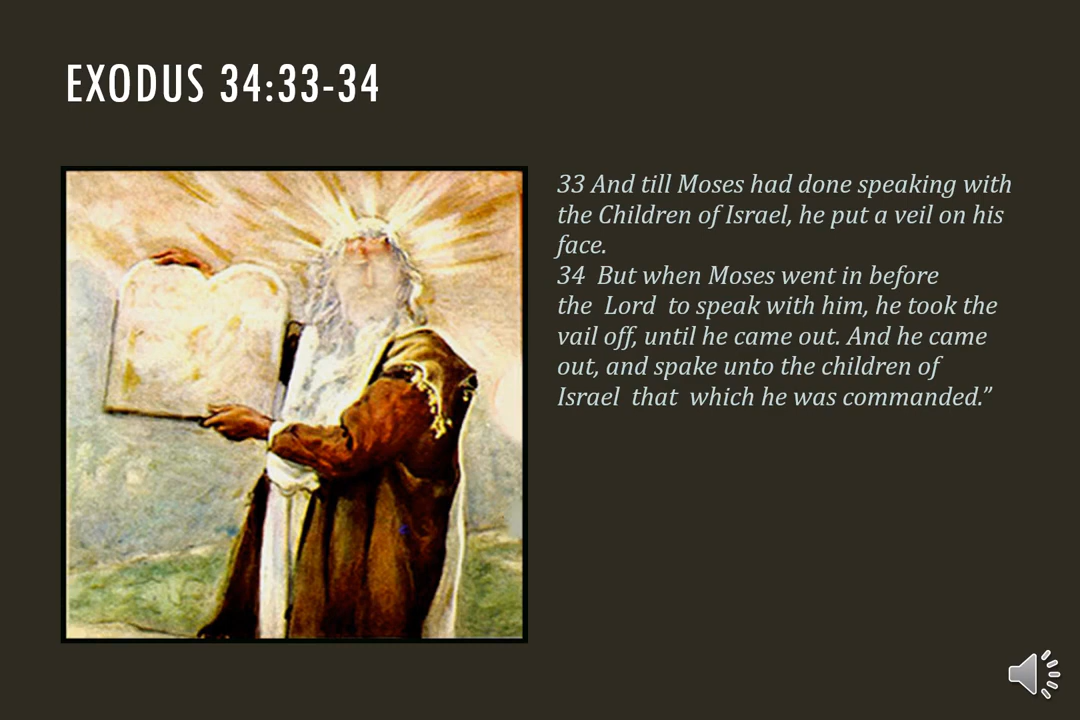 EXODUS 34:33-34
33 And till Moses had done speaking with
the Children of Israel, he put a veil on his
face.
34 But when Moses went in before
the Lord to speak with him, he took the
vail off, until he came out. And he came
out, and spake unto the children of
Israel that which he was commanded.”